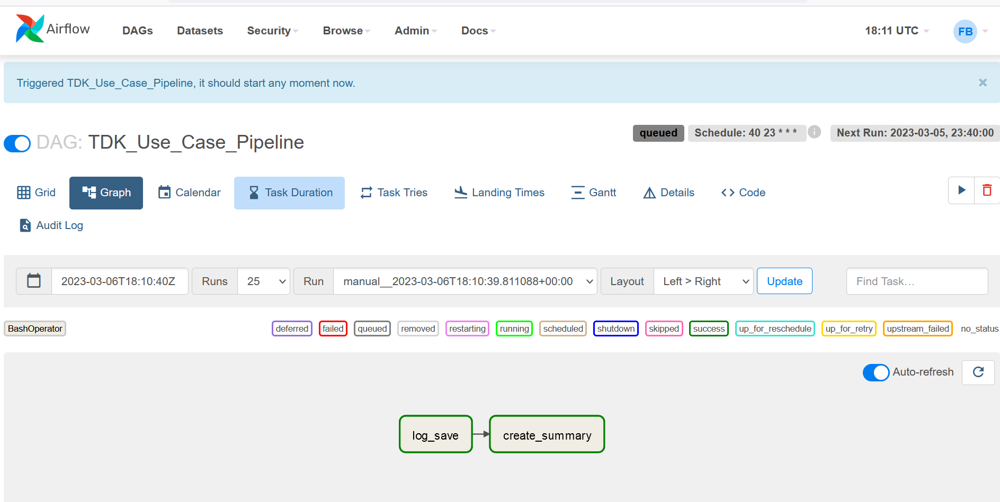 Airflow
DAGs Datasets Security Browse Admin Docs 18:11 UTC FB
Triggered TDK_Use_Case_Pipeline, it should start any moment now. ×
DAG: TDK_Use_Case_Pipeline queued Schedule: 40 23 * * * i Next Run: 2023-03-05, 23:40:00
Grid Graph Calendar Task Duration Task Tries Landing Times Gantt Details Code
Audit Log
2023-03-06T18:10:40Z Runs 25 Run manual__2023-03-06T18:10:39.811088+00:00 Layout Left > Right Update Find Task…
BashOperator deferred failed queued removed restarting running scheduled shutdown skipped success up_for_reschedule up_for_retry upstream_failed no_status
Auto-refresh
log_save create_summary